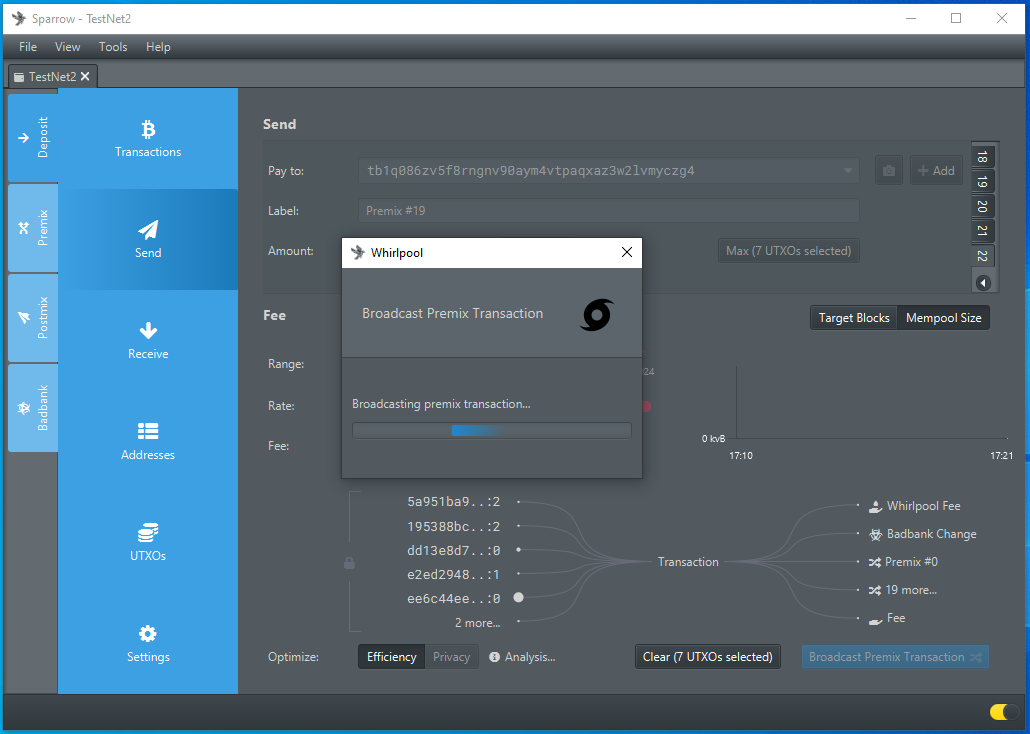 Sparrow - TestNet2
File View Tools Help
TestNet2
Deposit
Premix
Postmix
Badbank
Transactions
Send
Receive
Addresses
UTXOs
Settings
Send
Pay to: tb1q086zv5f8rngnv90aym4vtpaqxaz3w2lvmyczg4 Add
Label: Premix #19
Amount: Max (7 UTXOs selected)
18
19
20
21
22
Whirlpool
Broadcast Premix Transaction
Broadcasting premix transaction...
Fee
Target Blocks Mempool Size
Range:
24
Rate:
Fee:
0 kvB
17:10 17:21
5a951ba9..:2
195388bc..:2
dd13e8d7..:0
e2ed2948..:1
ee6c44ee..:0
2 more...
Transaction
Whirlpool Fee
Badbank Change
Premix #0
19 more...
Fee
Optimize: Efficiency Privacy Analysis... Clear (7 UTXOs selected) Broadcast Premix Transaction